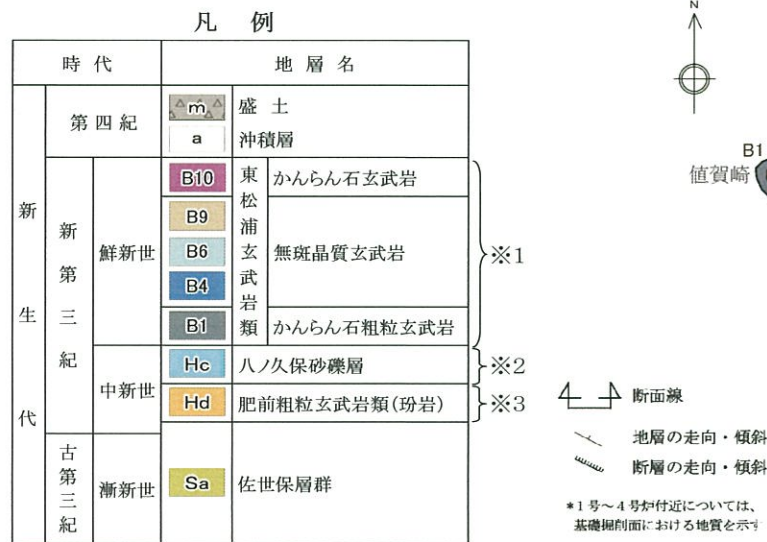 凡 例
時 代 地 層 名
新生代
第四紀
m 盛 土
a 沖積層
新第三紀
鮮新世
東松浦玄武岩類
B10 かんらん石玄武岩
B9
B6 無斑晶質玄武岩
B4
B1 かんらん石粗粒玄武岩
※1
中新世
Hc 八ノ久保砂礫層 ※2
Hd 肥前粗粒玄武岩類(玢岩) ※3
古第三紀
漸新世
Sa 佐世保層群
N
B1
値賀崎
断面線
地層の走向・傾斜
断層の走向・傾斜
*1号～4号炉付近については、
基礎掘削面における地質を示す